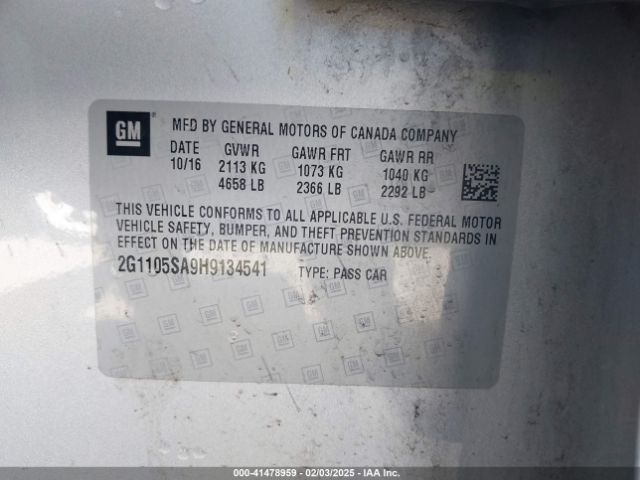 GM
MFD BY GENERAL MOTORS OF CANADA COMPANY
DATE GVWR GAWR FRT GAWR RR
10/16 2113 KG 1073 KG 1040 KG
4658 LB 2366 LB 2292 LB
THIS VEHICLE CONFORMS TO ALL APPLICABLE U.S. FEDERAL MOTOR
VEHICLE SAFETY, BUMPER, AND THEFT PREVENTION STANDARDS IN
EFFECT ON THE DATE OF MANUFACTURE SHOWN ABOVE.
2G1105SA9H9134541 TYPE: PASS CAR
000-41478959 - 02/03/2025 - IAA Inc.